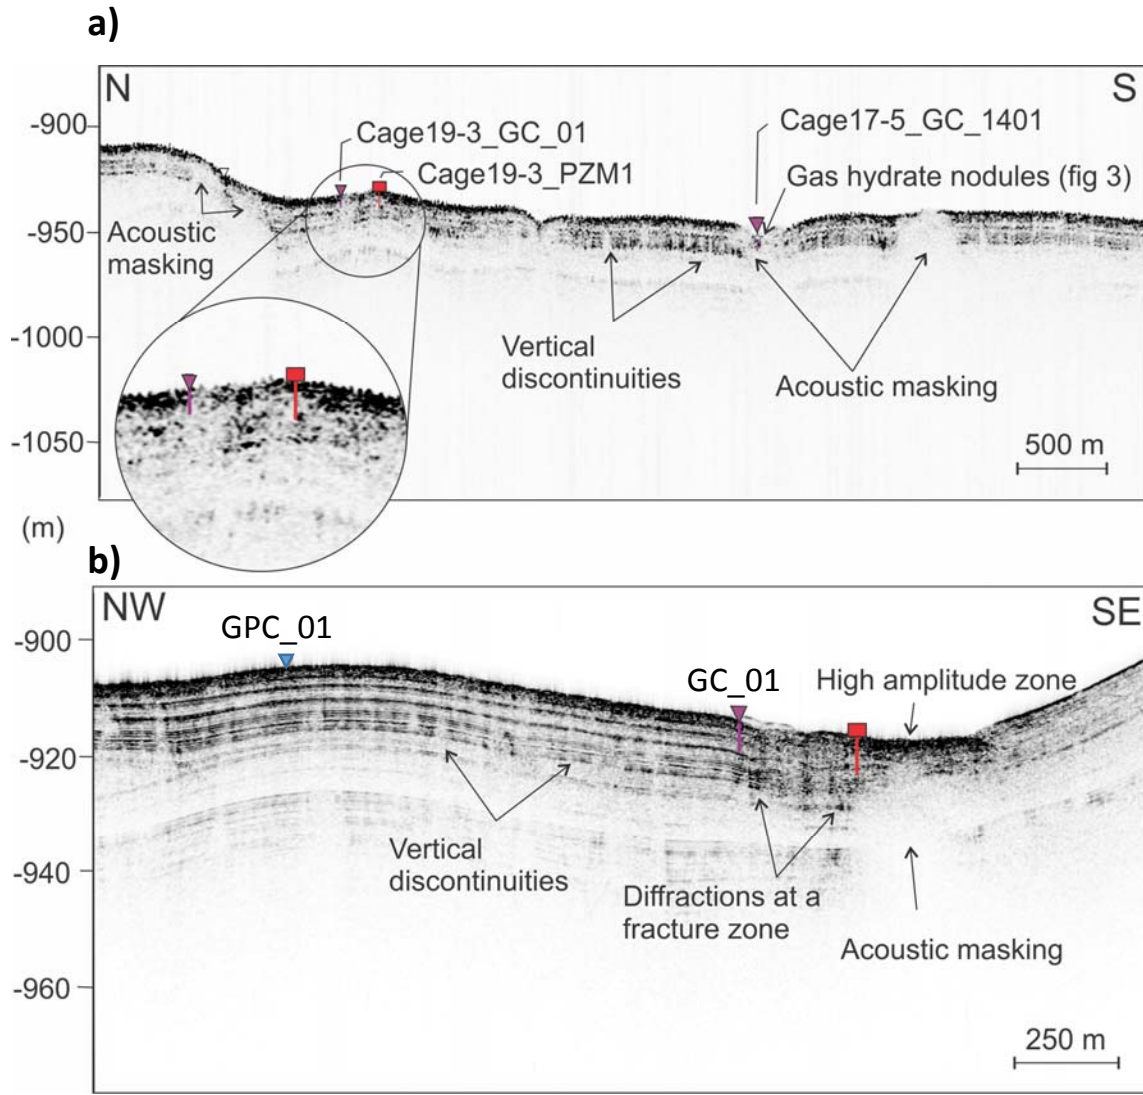 a)
N
S
-900
-950
-1000
-1050
(m)
Cage19-3_GC_01
Cage19-3_PZM1
Cage17-5_GC_1401
Gas hydrate nodules (fig 3)
Acoustic
masking
Vertical
discontinuities
Acoustic masking
500 m
b)
NW
SE
-900
-920
-940
-960
GPC_01
GC_01
High amplitude zone
Vertical
discontinuities
Diffractions at a
fracture zone
Acoustic masking
250 m